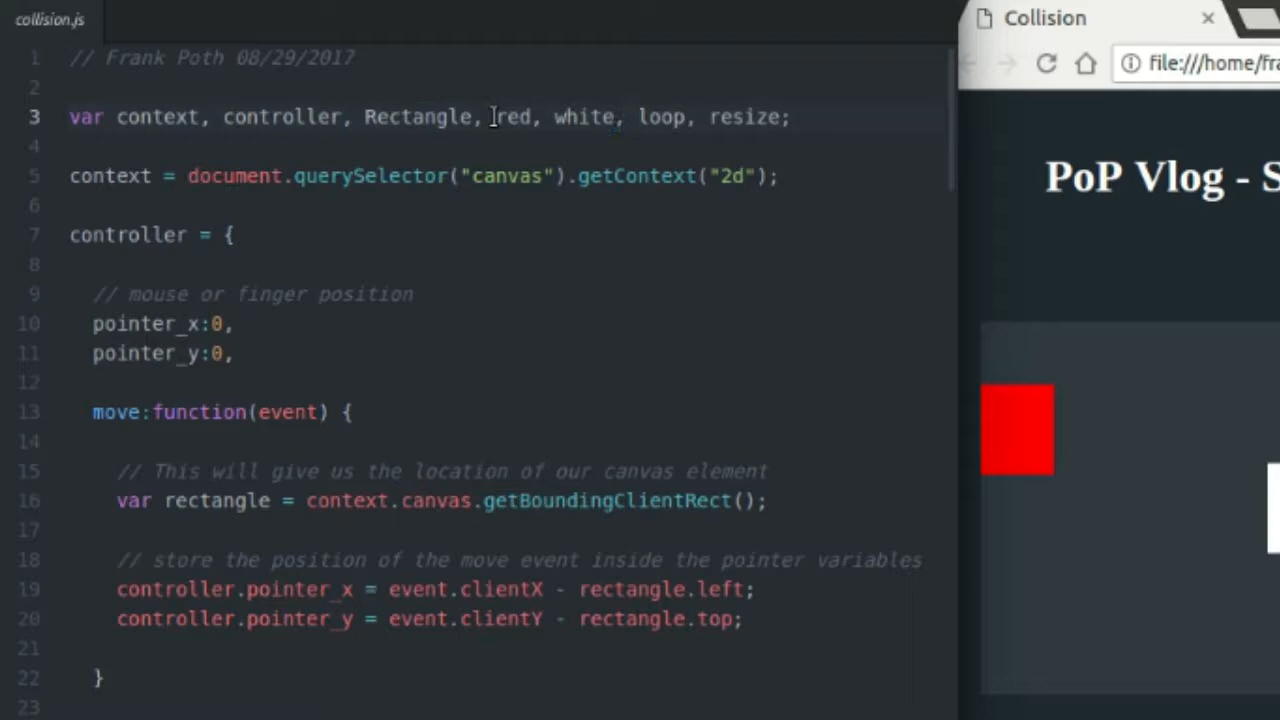 collision.js
1 // Frank Poth 08/29/2017
2
3 var context, controller, Rectangle, red, white, loop, resize;
4
5 context = document.querySelector("canvas").getContext("2d");
6
7 controller = {
8
9 // mouse or finger position
10 pointer_x:0,
11 pointer_y:0,
12
13 move:function(event) {
14
15 // This will give us the location of our canvas element
16 var rectangle = context.canvas.getBoundingClientRect();
17
18 // store the position of the move event inside the pointer variables
19 controller.pointer_x = event.clientX - rectangle.left;
20 controller.pointer_y = event.clientY - rectangle.top;
21
22 }
23
Collision
file:///home/fra
PoP Vlog - S